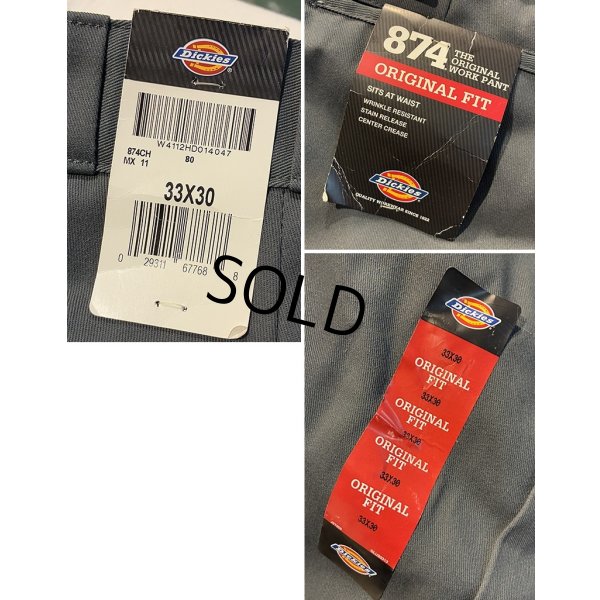 Dickies
W4112HD014047
874CH 80
MX 11
33X30
0 29311 67768 8
874 THE ORIGINAL WORK PANT
ORIGINAL FIT
SITS AT WAIST
WRINKLE RESISTANT
STAIN RELEASE
CENTER CREASE
Dickies
QUALITY WORKWEAR SINCE 1922
SOLD
Dickies
33X30
ORIGINAL
FIT
33X30
ORIGINAL
FIT
33X30
ORIGINAL
FIT
33X30
ORIGINAL
FIT
33X30
Dickies